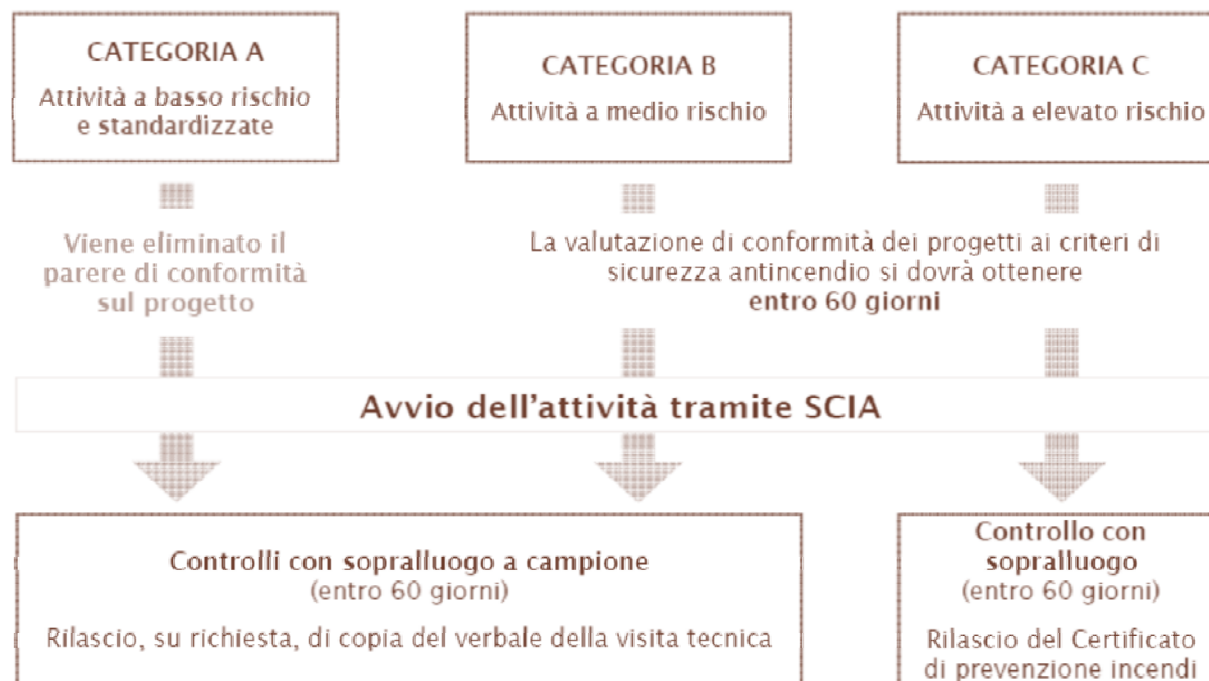 CATEGORIA A
Attività a basso rischio
e standardizzate
CATEGORIA B
Attività a medio rischio
CATEGORIA C
Attività a elevato rischio
Viene eliminato il
parere di conformità
sul progetto
La valutazione di conformità dei progetti ai criteri di
sicurezza antincendio si dovrà ottenere
entro 60 giorni
Avvio dell'attività tramite SCIA
Controlli con sopralluogo a campione
(entro 60 giorni)
Rilascio, su richiesta, di copia del verbale della visita tecnica
Controllo con
sopralluogo
(entro 60 giorni)
Rilascio del Certificato
di prevenzione incendi